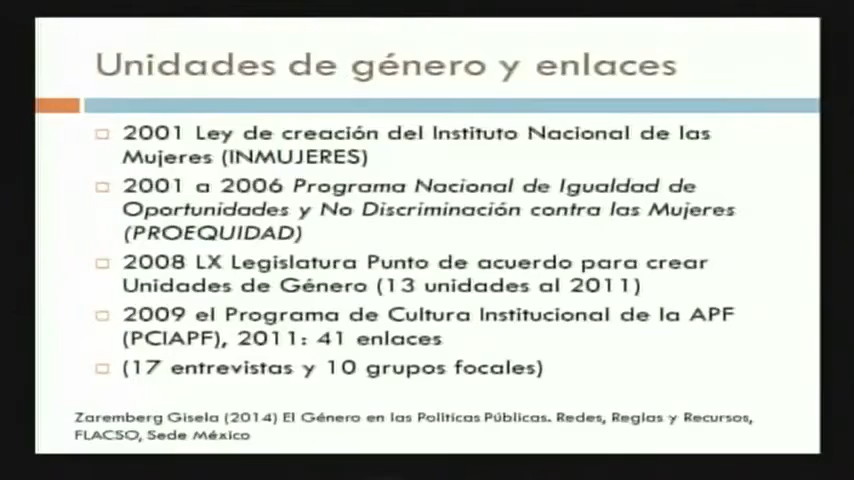 Unidades de género y enlaces
2001 Ley de creación del Instituto Nacional de las
Mujeres (INMUJERES)
2001 a 2006 Programa Nacional de Igualdad de
Oportunidades y No Discriminación contra las Mujeres
(PROEQUIDAD)
2008 LX Legislatura Punto de acuerdo para crear
Unidades de Género (13 unidades al 2011)
2009 el Programa de Cultura Institucional de la APF
(PCIAPF), 2011: 41 enlaces
(17 entrevistas y 10 grupos focales)
Zaremberg Gisela (2014) El Género en las Políticas Públicas. Redes, Reglas y Recursos,
FLACSO, Sede México